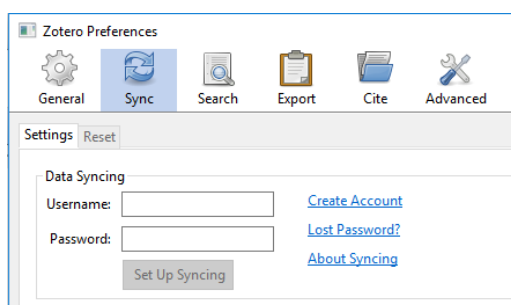 Zotero Preferences
General Sync Search Export Cite Advanced
Settings Reset
Data Syncing
Username: Create Account
Lost Password?
Password:
About Syncing
Set Up Syncing